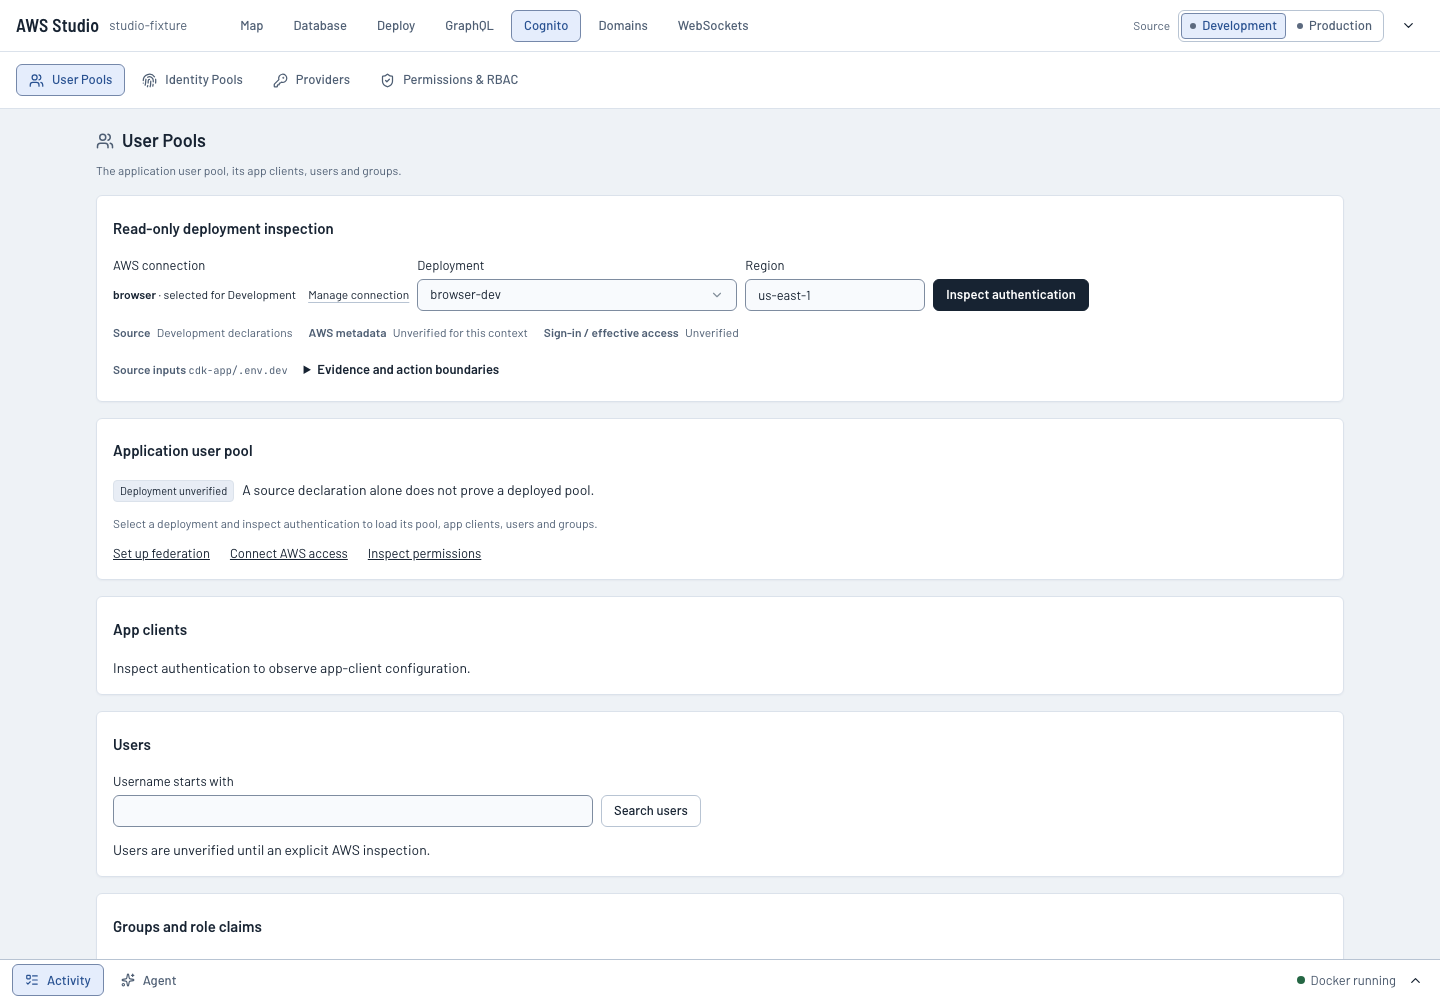 AWS Studio studio-fixture Map Database Deploy GraphQL Cognito Domains WebSockets Source Development Production
User Pools Identity Pools Providers Permissions & RBAC
User Pools
The application user pool, its app clients, users and groups.
Read-only deployment inspection
AWS connection Deployment Region
browser · selected for Development Manage connection browser-dev us-east-1 Inspect authentication
Source Development declarations AWS metadata Unverified for this context Sign-in / effective access Unverified
Source inputs cdk-app/.env.dev Evidence and action boundaries
Application user pool
Deployment unverified A source declaration alone does not prove a deployed pool.
Select a deployment and inspect authentication to load its pool, app clients, users and groups.
Set up federation Connect AWS access Inspect permissions
App clients
Inspect authentication to observe app-client configuration.
Users
Username starts with
Search users
Users are unverified until an explicit AWS inspection.
Groups and role claims
Activity Agent Docker running